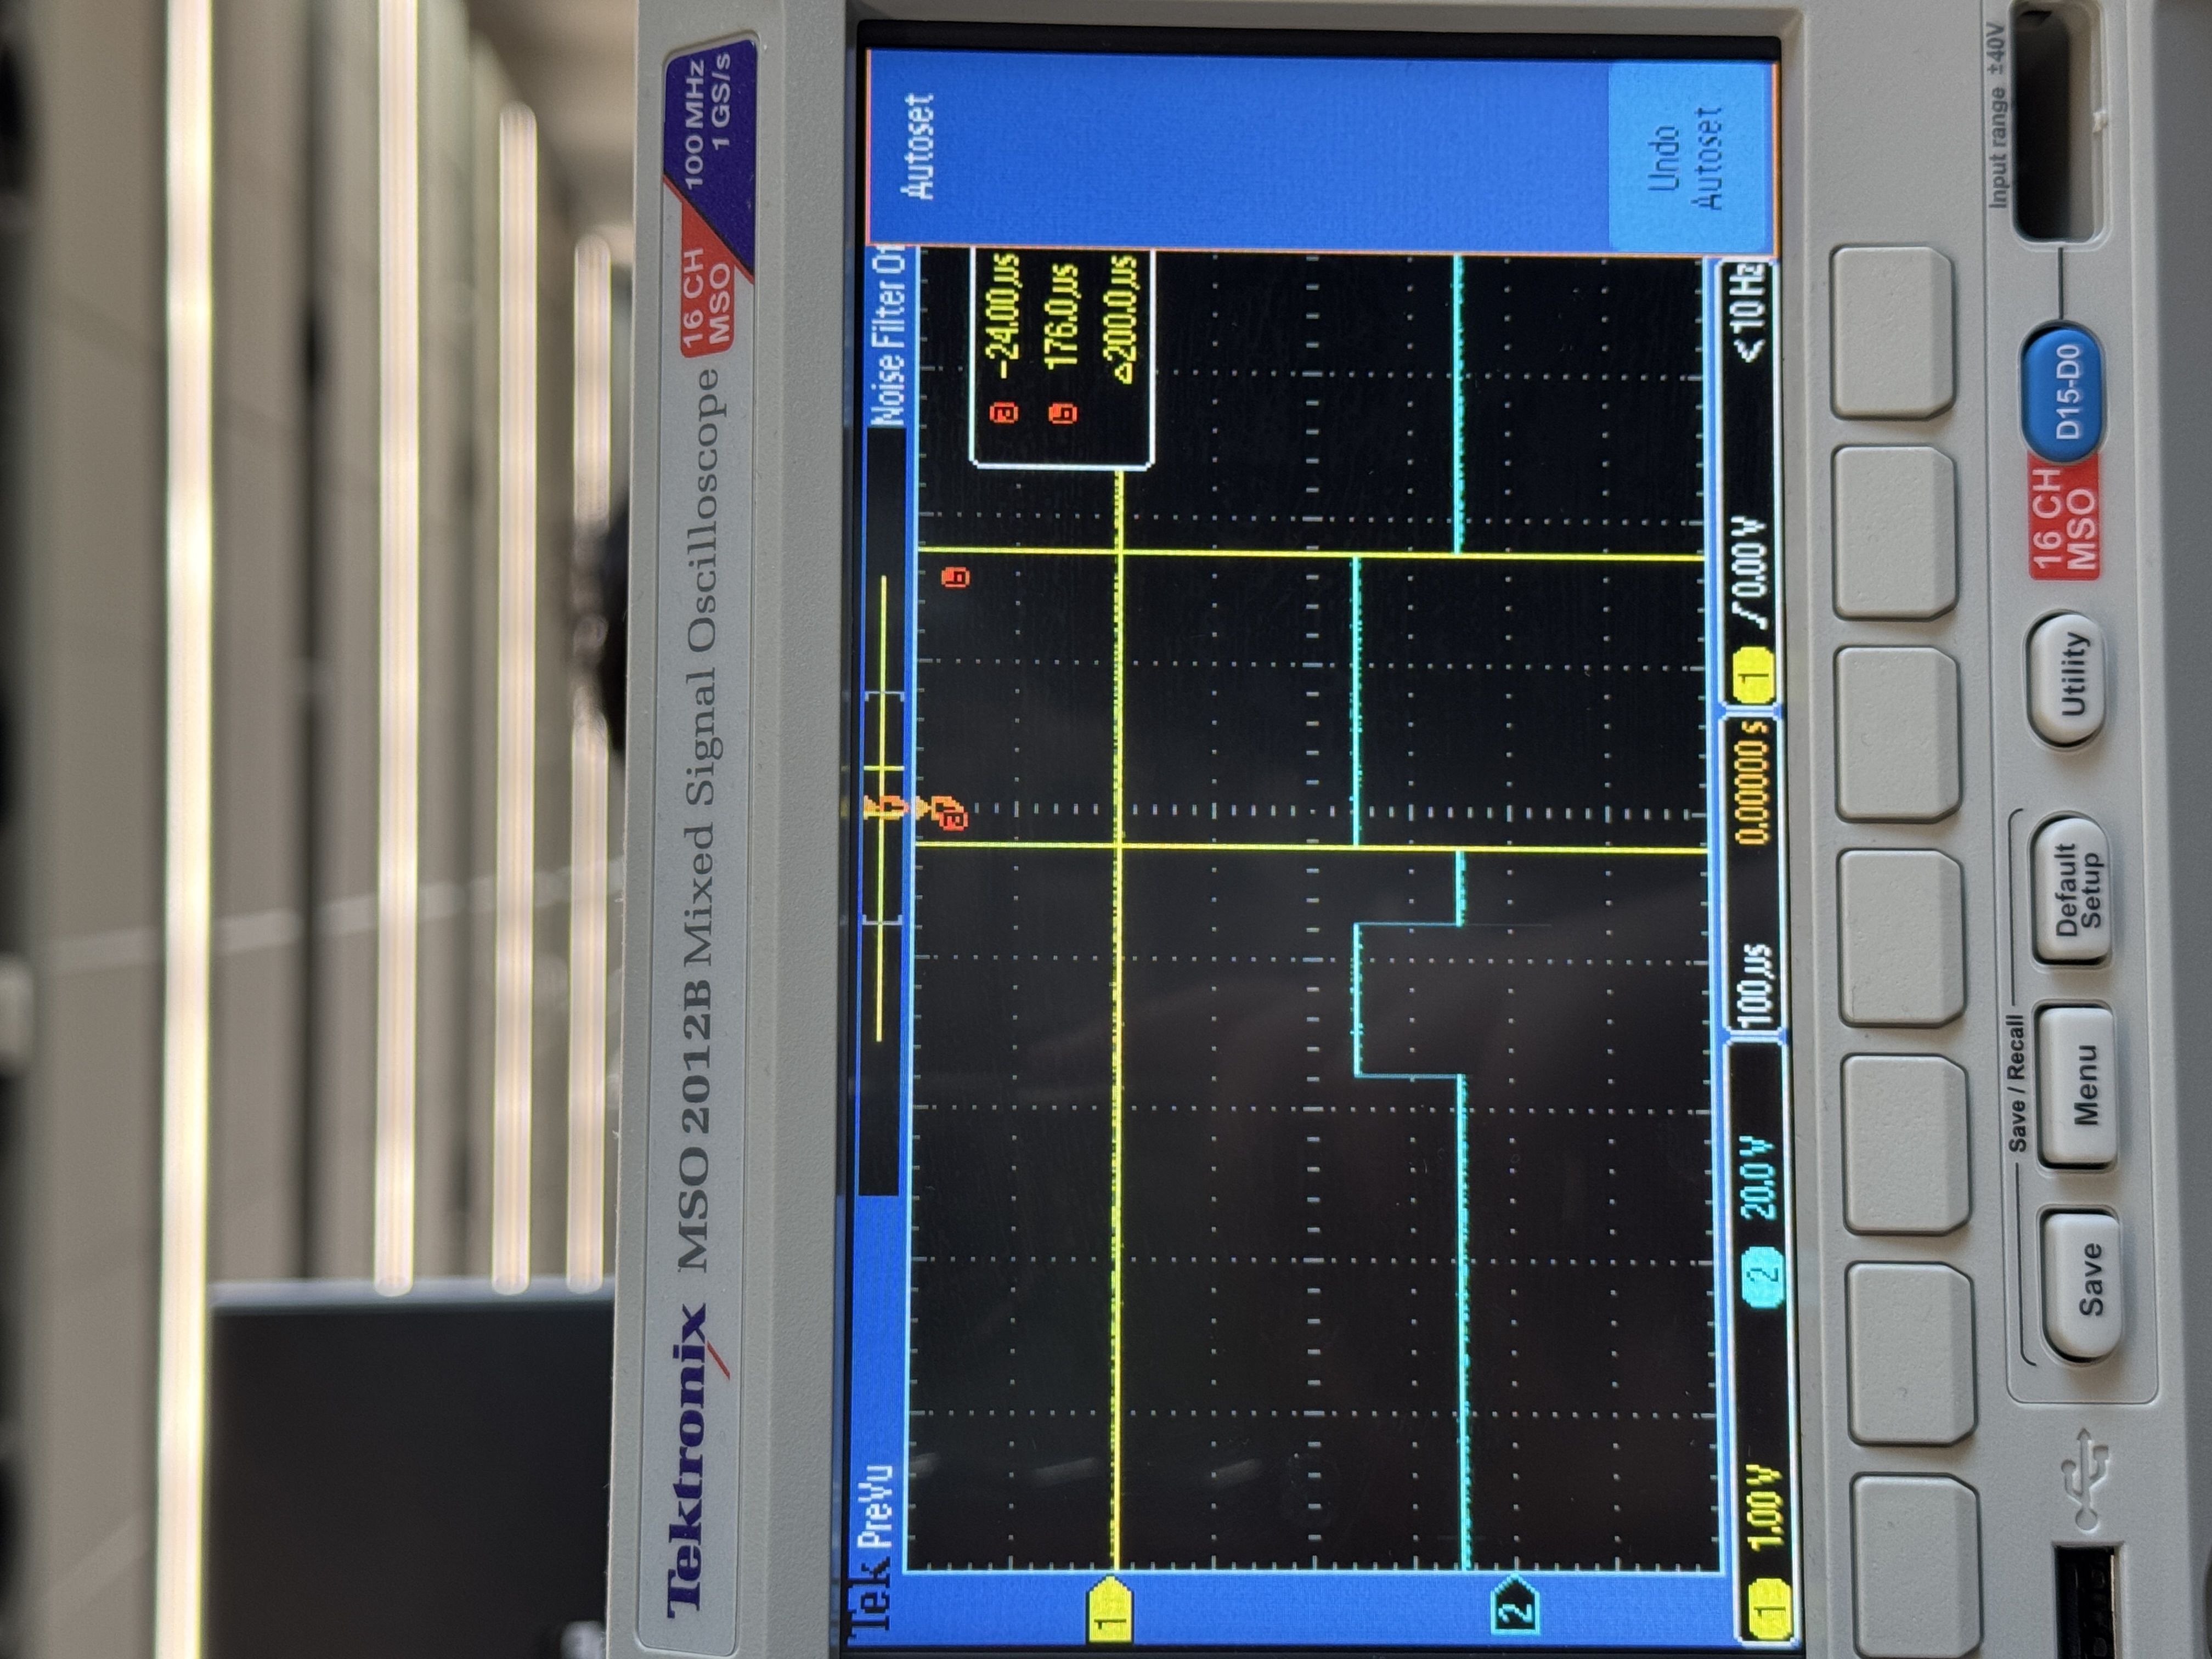 Tektronix MSO 2012B Mixed Signal Oscilloscope 16 CH MSO 100 MHz 1 GS/s
Tek PreVu
Noise Filter Of
Autoset
a b
a -24.00µs
b 176.0µs
△200.0µs
1
2
Undo
Autoset
1 1.00 V 2 20.0 V 100µs 0.00000 s 1 0.00 V <10 Hz
Input range ±40V
Save / Recall
Save
Menu
Default
Setup
Utility
16 CH
MSO
D15-D0